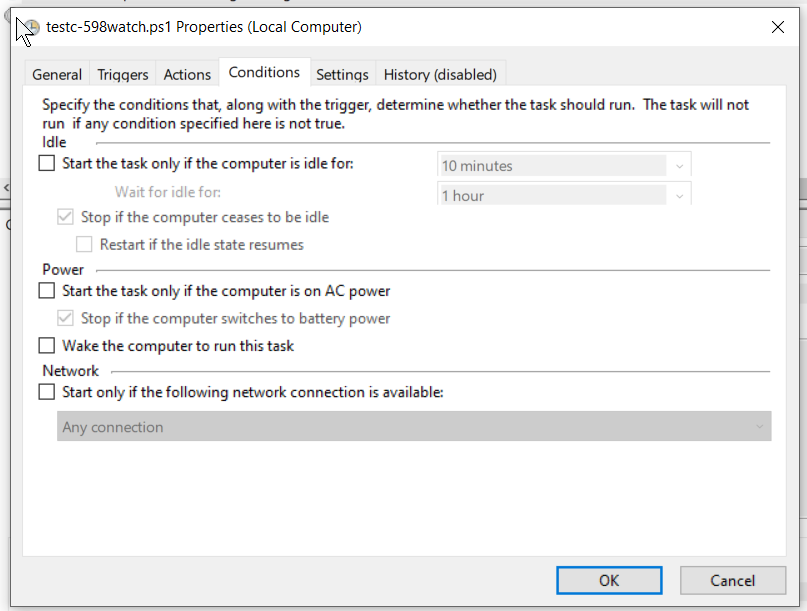 testc-598watch.ps1 Properties (Local Computer)
General Triggers Actions Conditions Settings History (disabled)
Specify the conditions that, along with the trigger, determine whether the task should run. The task will not
run if any condition specified here is not true.
Idle
Start the task only if the computer is idle for: 10 minutes
Wait for idle for: 1 hour
Stop if the computer ceases to be idle
Restart if the idle state resumes
Power
Start the task only if the computer is on AC power
Stop if the computer switches to battery power
Wake the computer to run this task
Network
Start only if the following network connection is available:
Any connection
OK Cancel